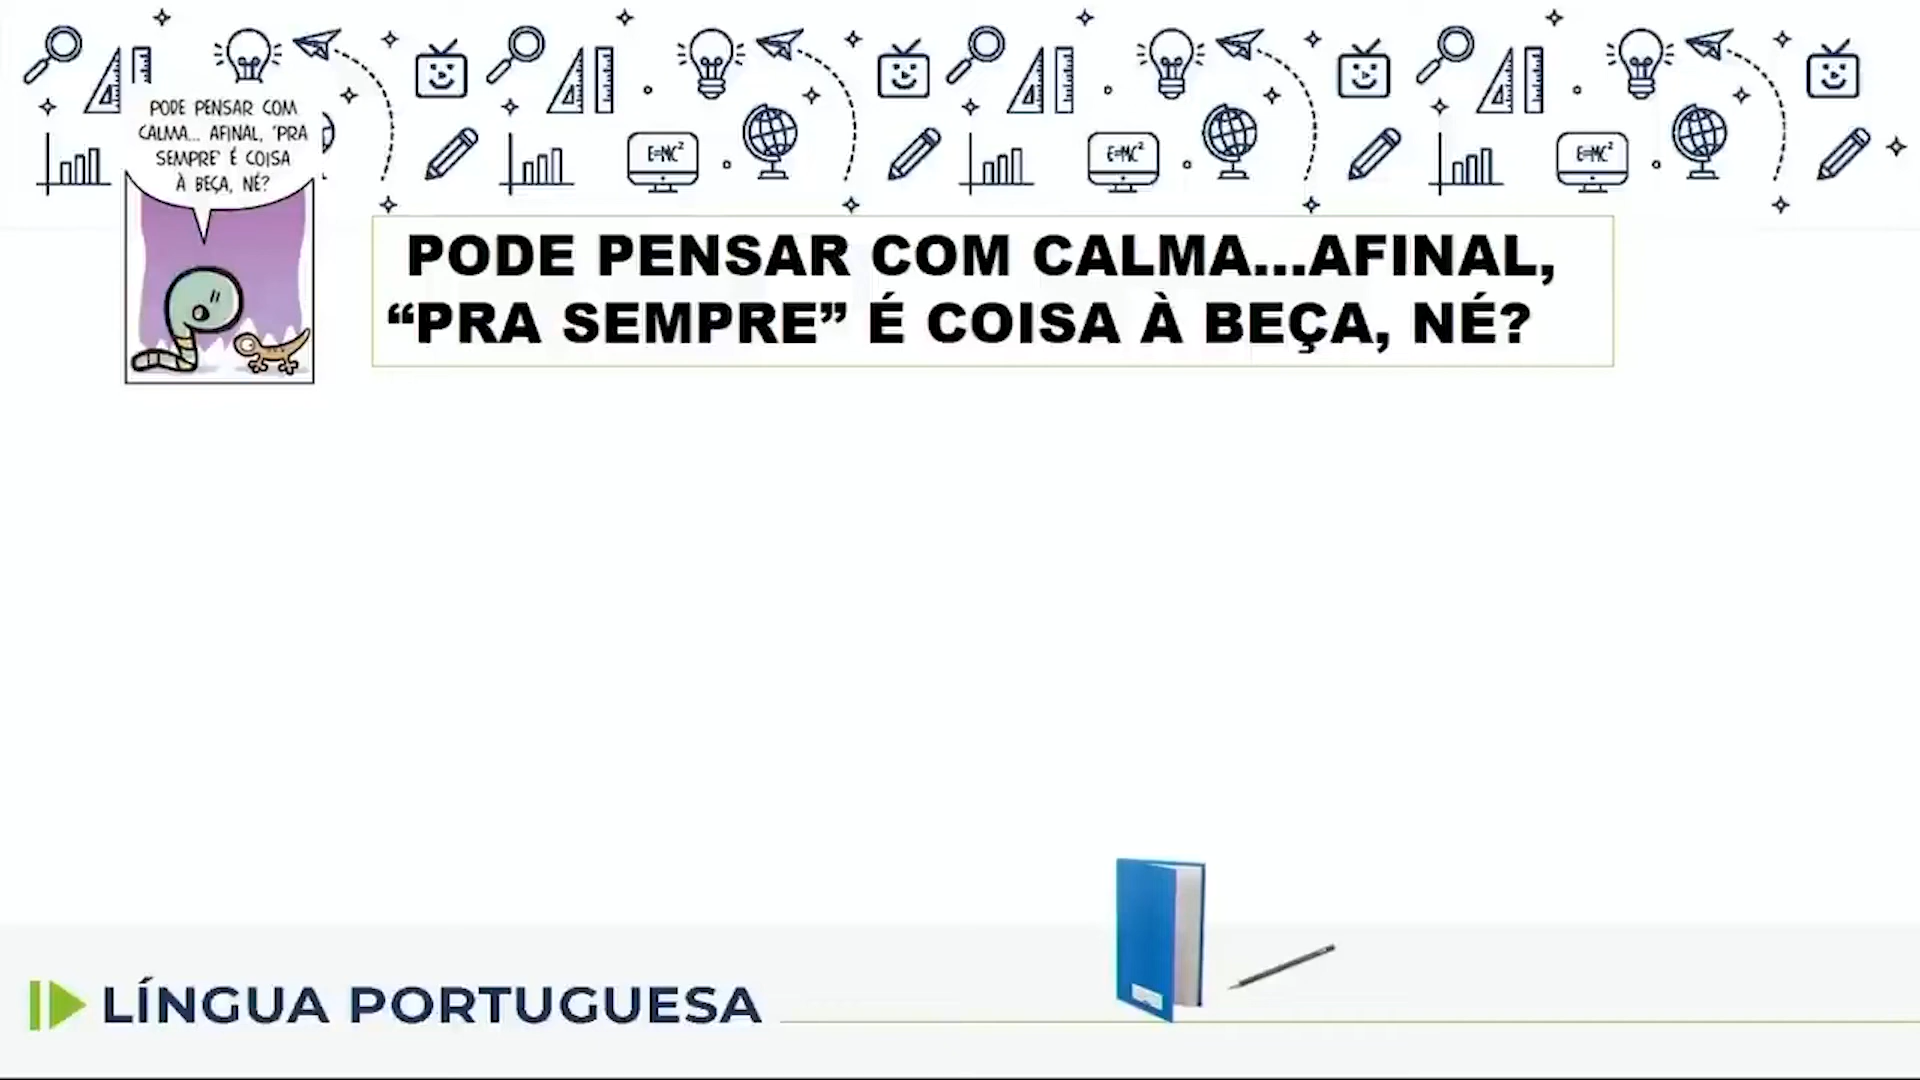 E=MC²
E=MC²
E=MC²
PODE PENSAR COM
CALMA... AFINAL, 'PRA
SEMPRE' É COISA
À BEÇA, NÉ?
PODE PENSAR COM CALMA...AFINAL,
“PRA SEMPRE” É COISA À BEÇA, NÉ?
LÍNGUA PORTUGUESA